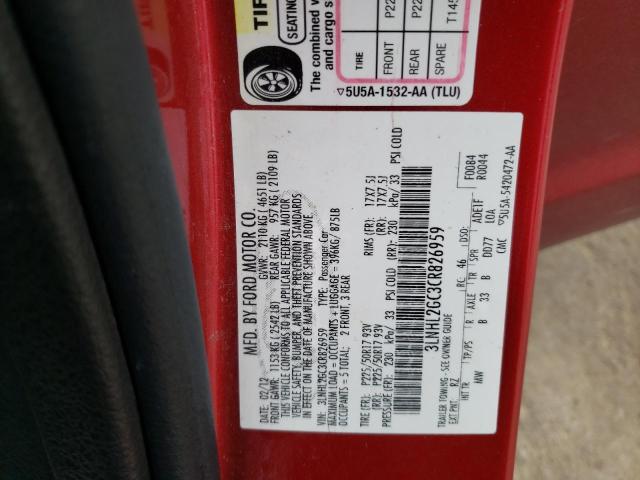 TIR
SEATING
The combined
and cargo s
TIRE
FRONT
REAR
SPARE
P22
P22
T145
▽5U5A-1532-AA (TLU)
MFD. BY FORD MOTOR CO.
DATE: 02/12 GVWR: 2110 KG ( 4651 LB)
FRONT GAWR: 1153 KG (2542 LB) REAR GAWR: 957 KG ( 2109 LB)
THIS VEHICLE CONFORMS TO ALL APPLICABLE FEDERAL MOTOR
VEHICLE SAFETY, BUMPER, AND THEFT PREVENTION STANDARDS
IN EFFECT ON THE DATE OF MANUFACTURE SHOWN ABOVE.
VIN: 3LNHL2GC3CR826959 TYPE: Passenger Car
MAXIMUM LOAD = OCCUPANTS + LUGGAGE = 396KG/ 875LB
OCCUPANTS = 5 TOTAL; 2 FRONT, 3 REAR
TIRE (FR): P225/50R17 93V RIMS (FR): 17X7.5J
(RR): P225/50R17 93V (RR): 17X7.5J
PRESSURE (FR): 230 kPa/ 33 PSI COLD (RR): 230 kPa/ 33 PSI COLD
3LNHL2GC3CR826959
TRAILER TOWING - SEE OWNER GUIDE F0084
EXT PNT: RZ RC: 46 DSO: R0044
INT TR TP/PS R AXLE TR SPR ADE1F
MW B 33 B DD77 LOA
CMC ▽5U5A-5420472-AA